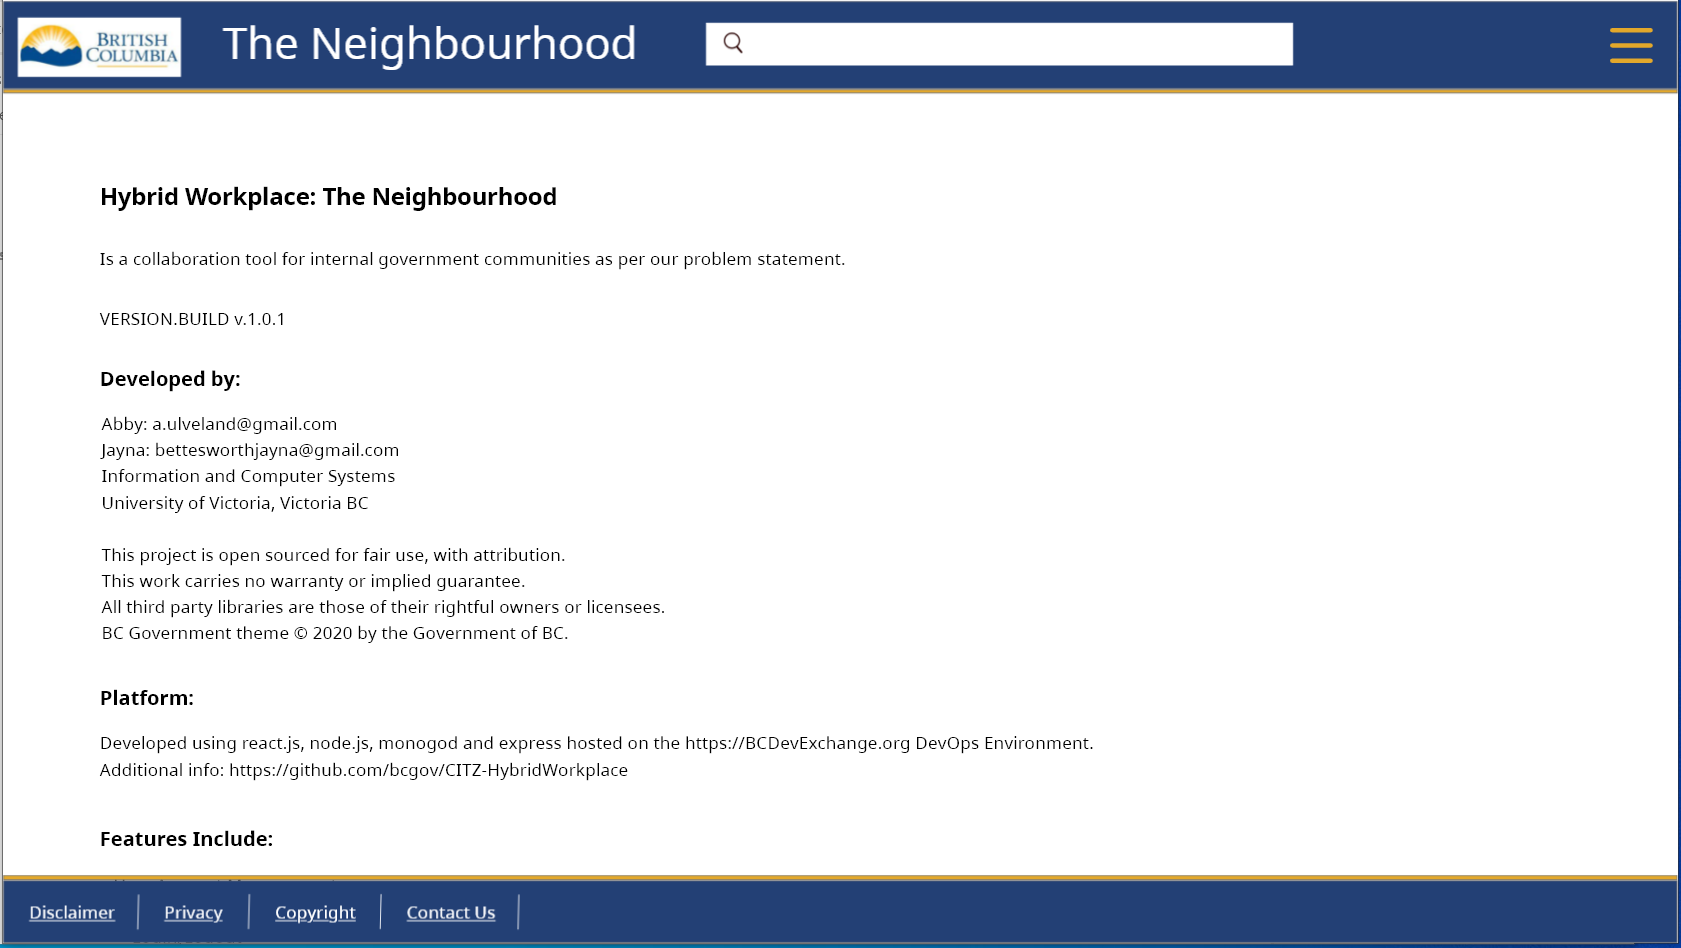 BRITISH
COLUMBIA
The Neighbourhood
Hybrid Workplace: The Neighbourhood
Is a collaboration tool for internal government communities as per our problem statement.
VERSION.BUILD v.1.0.1
Developed by:
Abby: a.ulveland@gmail.com
Jayna: bettesworthjayna@gmail.com
Information and Computer Systems
University of Victoria, Victoria BC
This project is open sourced for fair use, with attribution.
This work carries no warranty or implied guarantee.
All third party libraries are those of their rightful owners or licensees.
BC Government theme © 2020 by the Government of BC.
Platform:
Developed using react.js, node.js, monogod and express hosted on the https://BCDevExchange.org DevOps Environment.
Additional info: https://github.com/bcgov/CITZ-HybridWorkplace
Features Include:
Disclaimer
Privacy
Copyright
Contact Us